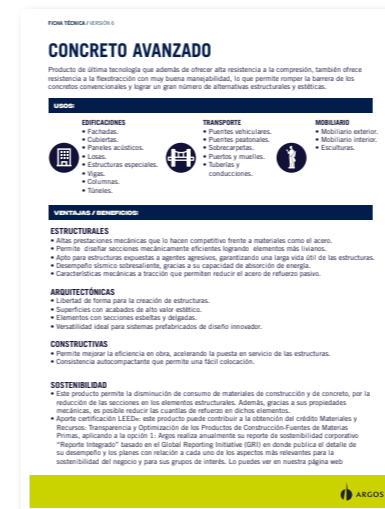 FICHA TÉCNICA / VERSIÓN 6
CONCRETO AVANZADO
Producto de última tecnología que además de ofrecer alta resistencia a la compresión, también ofrece
resistencia a la flexotracción con muy buena manejabilidad, lo que permite romper la barrera de los
concretos convencionales y lograr un gran número de alternativas estructurales y estéticas.
USOS:
EDIFICACIONES
• Fachadas.
• Cubiertas.
• Paneles acústicos.
• Losas.
• Estructuras especiales.
• Vigas.
• Columnas.
• Túneles.
TRANSPORTE
• Puentes vehiculares.
• Puentes peatonales.
• Sobrecarpetas.
• Puertos y muelles.
• Tuberías y
conducciones.
MOBILIARIO
• Mobiliario exterior.
• Mobiliario interior.
• Esculturas.
VENTAJAS / BENEFICIOS:
ESTRUCTURALES
• Altas prestaciones mecánicas que lo hacen competitivo frente a materiales como el acero.
• Permite diseñar secciones mecánicamente eficientes logrando elementos más livianos.
• Apto para estructuras expuestas a agentes agresivos, garantizando una larga vida útil de las estructuras.
• Desempeño sísmico sobresaliente, gracias a su capacidad de absorción de energía.
• Características mecánicas a tracción que permiten reducir el acero de refuerzo pasivo.
ARQUITECTÓNICAS
• Libertad de forma para la creación de estructuras.
• Superficies con acabados de alto valor estético.
• Elementos con secciones esbeltas y delgadas.
• Versatilidad ideal para sistemas prefabricados de diseño innovador.
CONSTRUCTIVAS
• Permite mejorar la eficiencia en obra, acelerando la puesta en servicio de las estructuras.
• Consistencia autocompactante que permite una fácil colocación.
SOSTENIBILIDAD
• Este producto permite la disminución de consumo de materiales de construcción y de concreto, por la
reducción de las secciones en los elementos estructurales. Además, gracias a sus propiedades
mecánicas, es posible reducir las cuantías de refuerzo en dichos elementos.
• Aporte certificación LEED®: este producto puede contribuir a la obtención del crédito Materiales y
Recursos: Transparencia y Optimización de los Productos de Construcción-Fuentes de Materias
Primas, aplicando a la opción 1: Argos realiza anualmente su reporte de sostenibilidad corporativo
"Reporte Integrado" basado en el Global Reporting Initiative (GRI) en donde publica el detalle de
su desempeño y los planes con relación a cada uno de los aspectos más relevantes para la
sostenibilidad del negocio y para sus grupos de interés. Lo puedes ver en nuestra página web
ARGOS